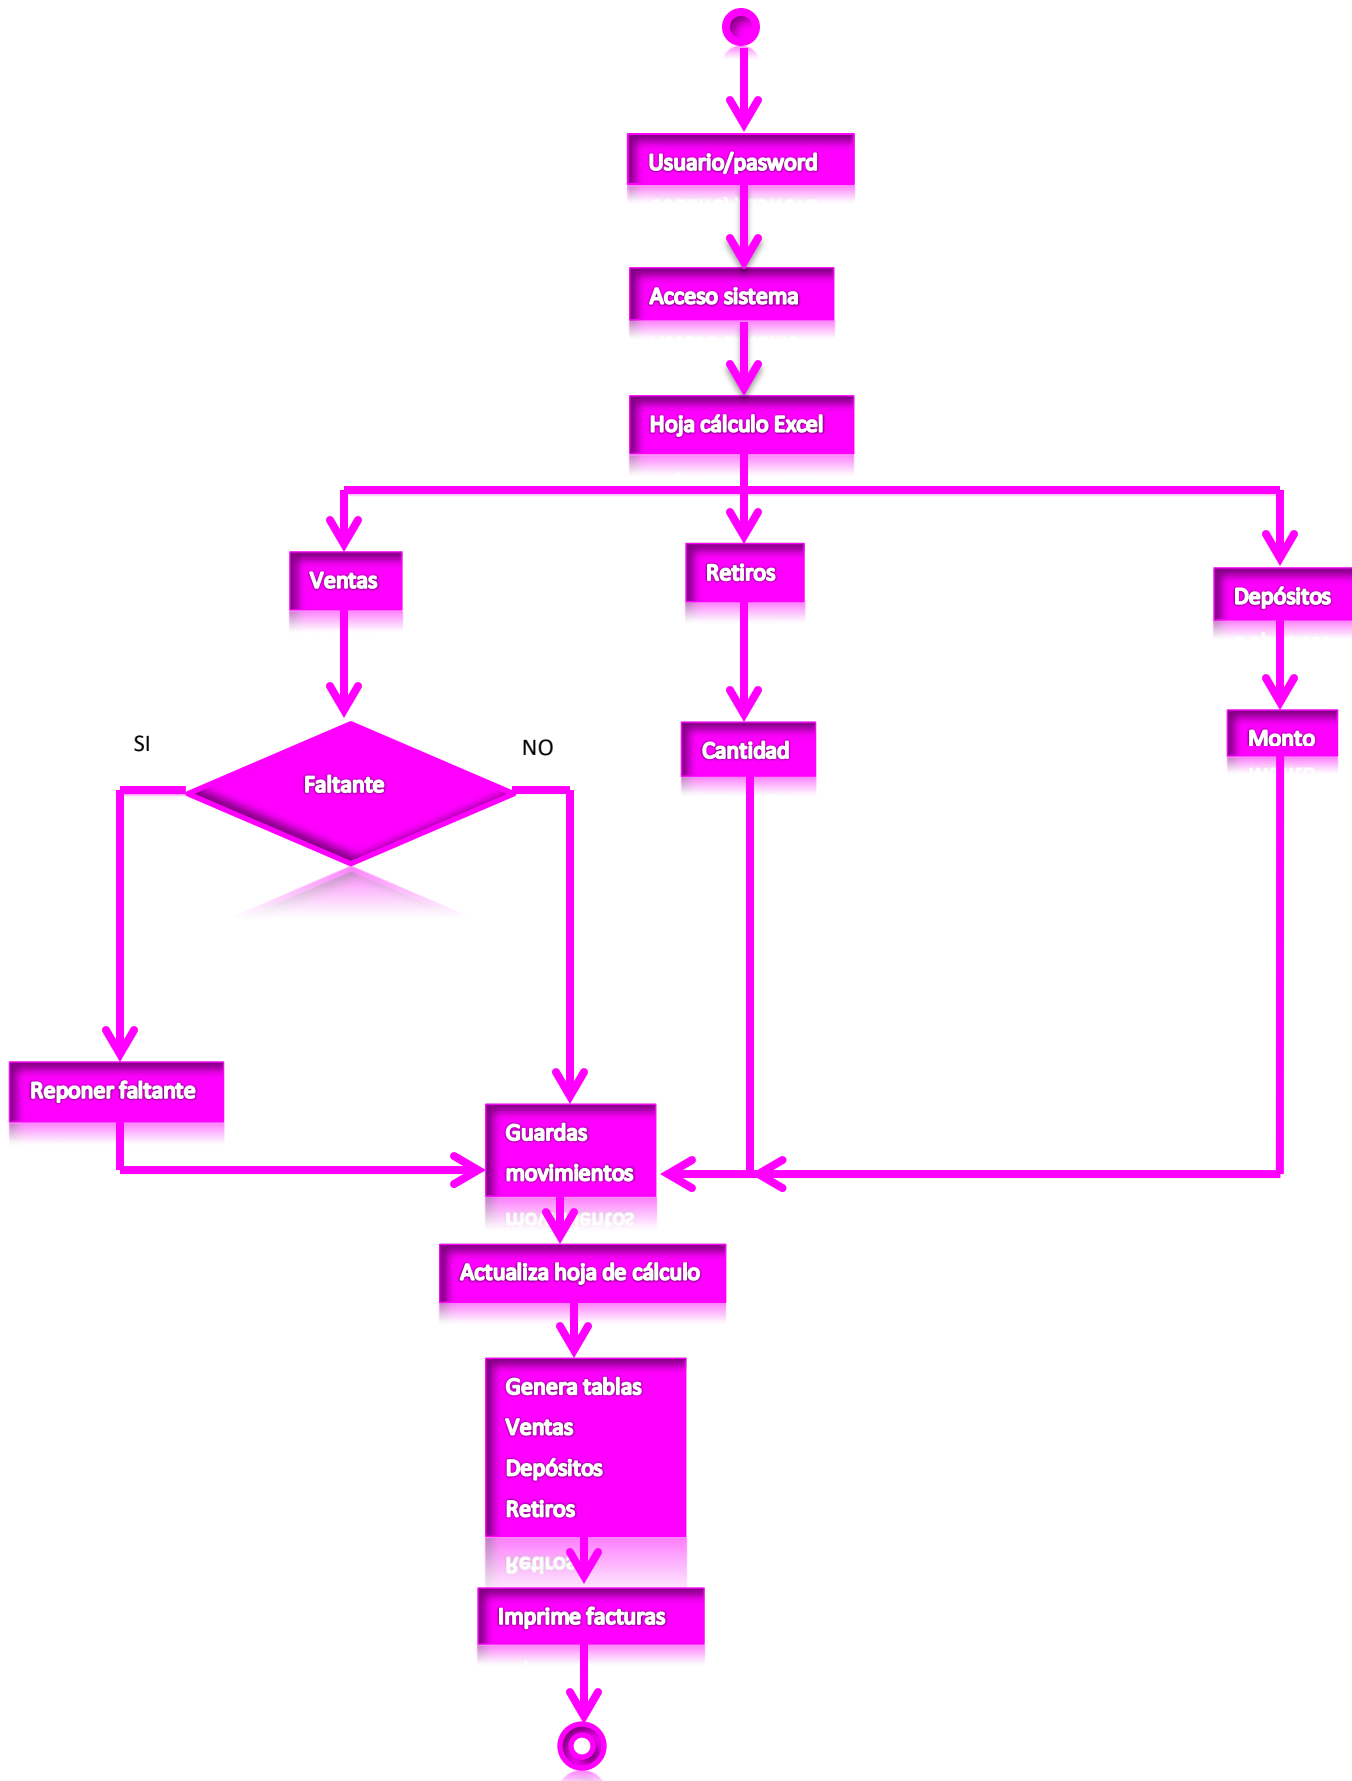 Usuario/pasword
Acceso sistema
Hoja cálculo Excel
Ventas
Retiros
Depósitos
SI
NO
Faltante
Cantidad
Monto
Reponer faltante
Guardas
movimientos
Actualiza hoja de cálculo
Genera tablas
Ventas
Depósitos
Retiros
Imprime facturas